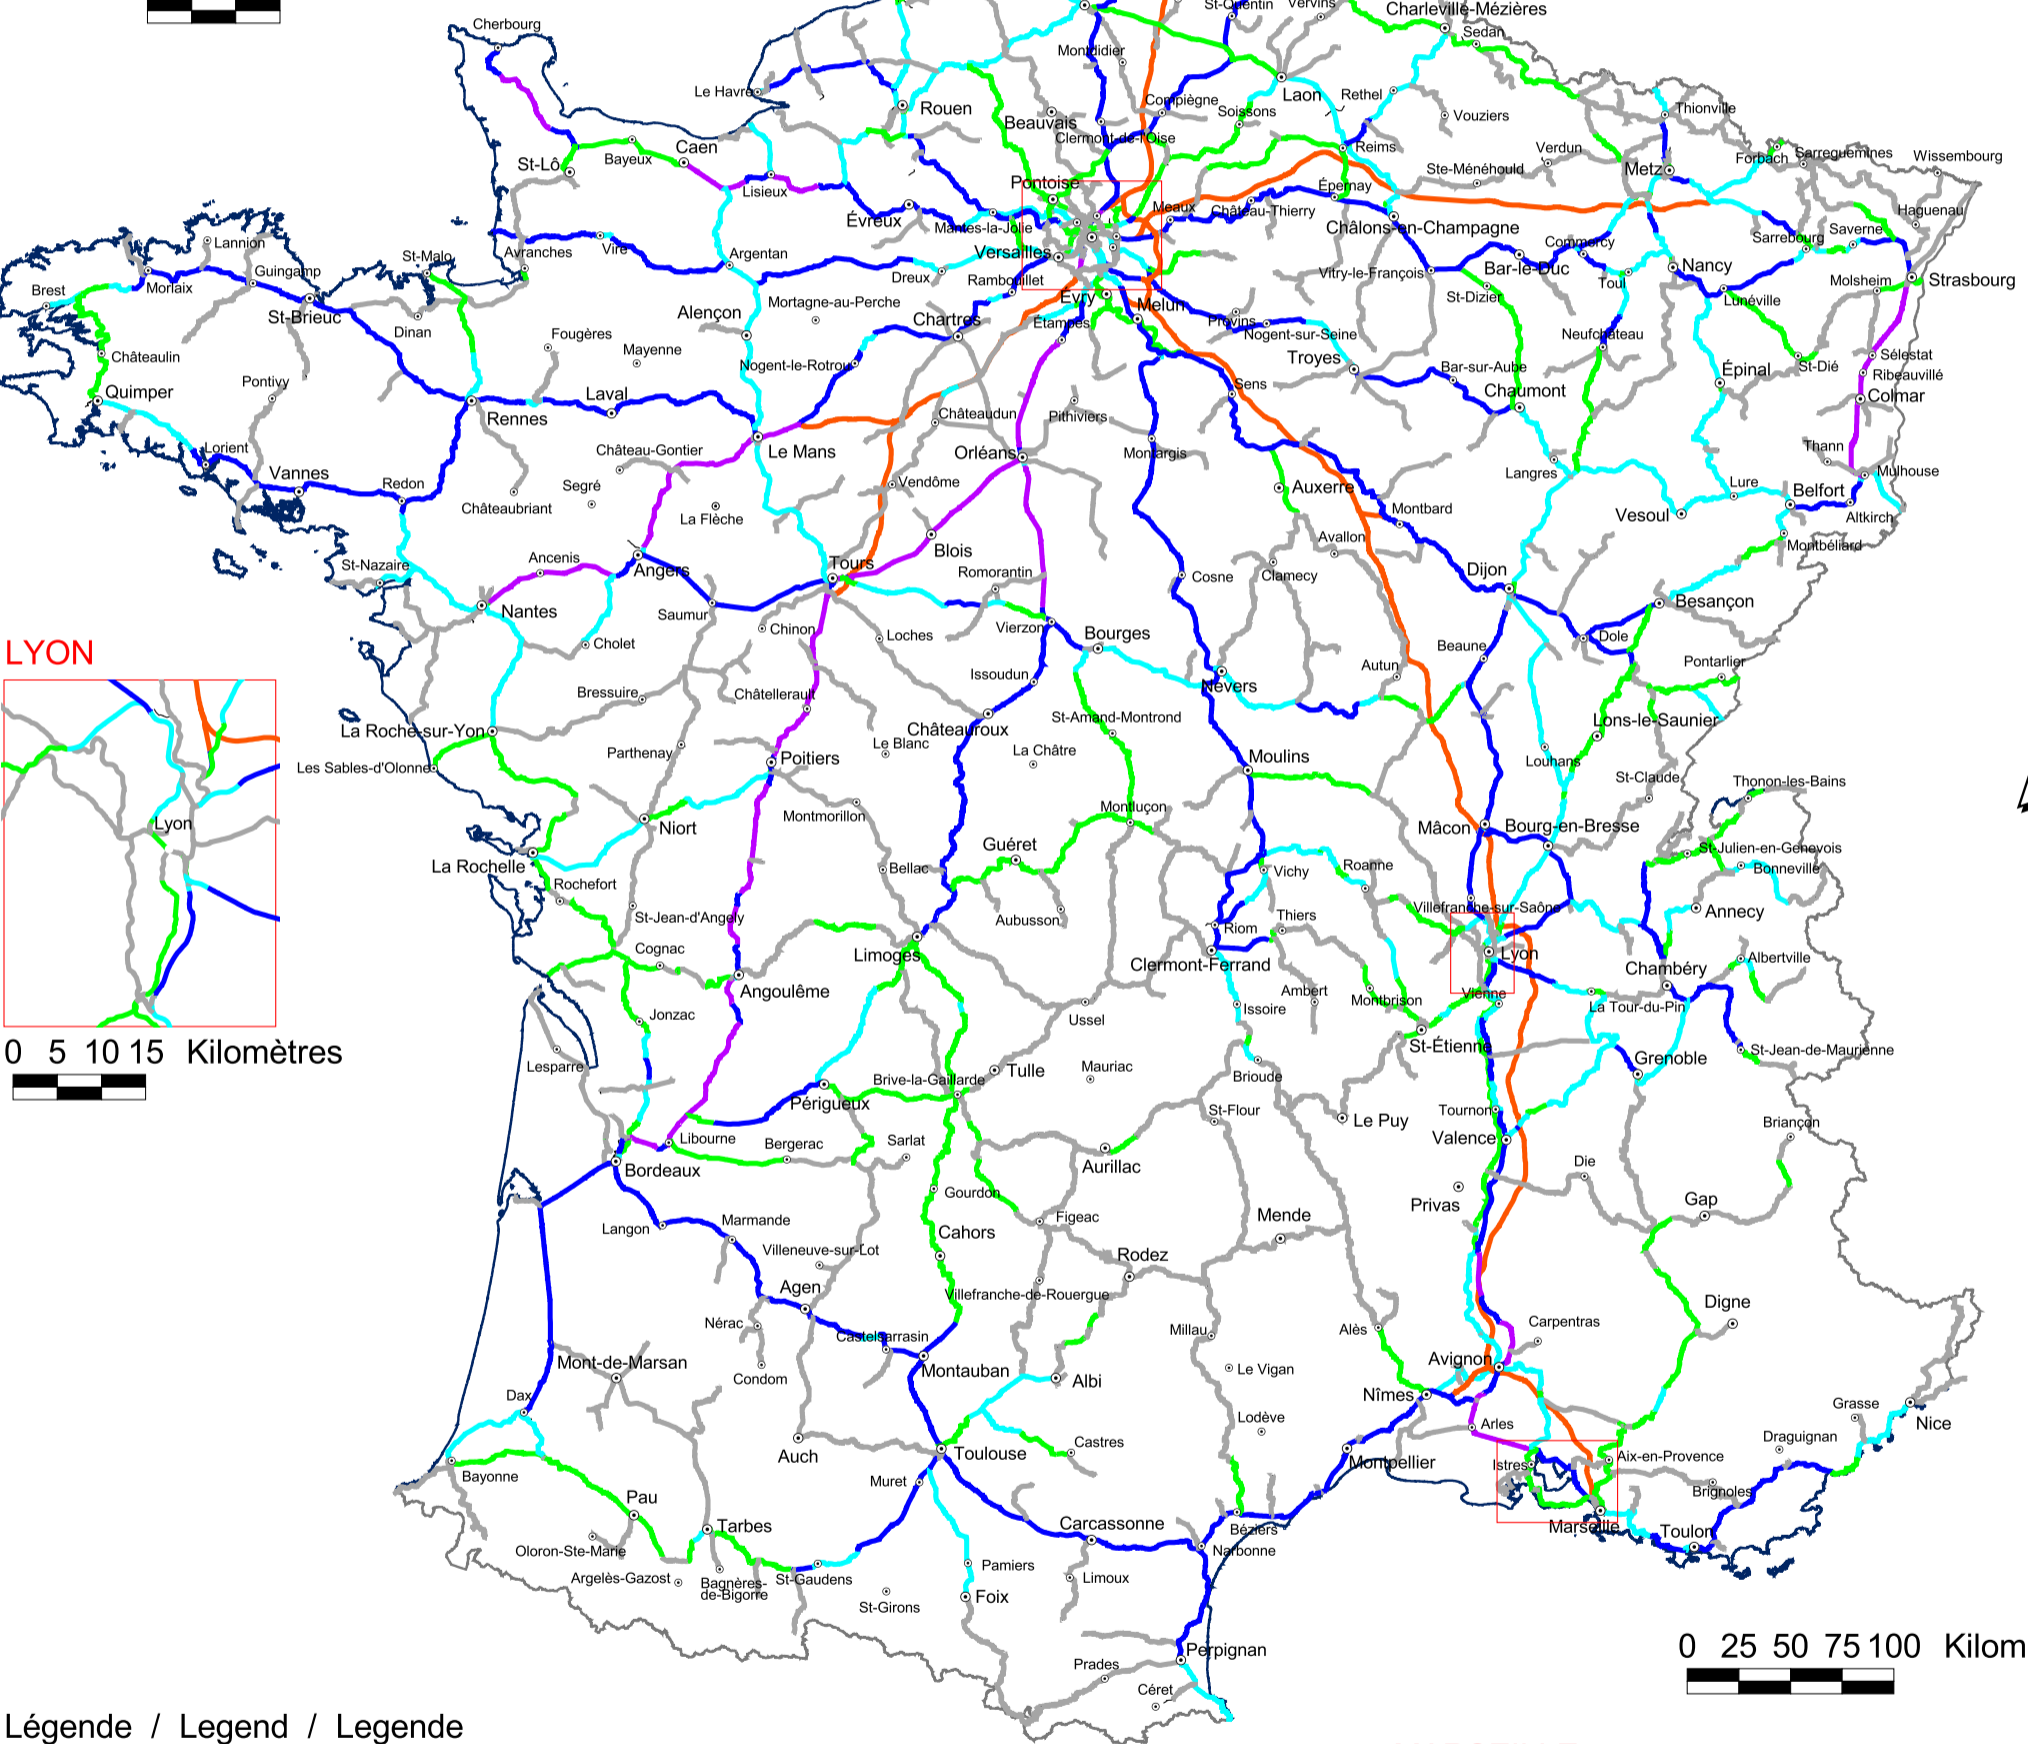 St-Quentin
Vervins
Charleville-Mézières
Cherbourg
Sedan
Montdidier
Le Havre
Rouen
Compiègne
Laon
Rethel
Thionville
Beauvais
Soissons
Vouziers
Clermont-de-l'Oise
St-Lô
Bayeux
Caen
Reims
Verdun
Forbach
Sarreguemines
Wissembourg
Lisieux
Pontoise
Épernay
Ste-Ménéhould
Metz
Évreux
Mantes-la-Jolie
Meaux
Château-Thierry
Châlons-en-Champagne
Haguenau
Lannion
Vire
Argentan
Versailles
Commercy
Sarrebourg
Saverne
St-Malo
Avranches
Guingamp
Dreux
Rambouillet
Vitry-le-François
Bar-le-Duc
Toul
Nancy
Molsheim
Strasbourg
Brest
Morlaix
St-Brieuc
Dinan
Mortagne-au-Perche
Évry
Melun
St-Dizier
Lunéville
Alençon
Chartres
Étampes
Provins
Nogent-sur-Seine
Neufchâteau
Châteaulin
Fougères
Mayenne
Nogent-le-Rotrou
Troyes
Bar-sur-Aube
St-Dié
Sélestat
Ribeauvillé
Quimper
Pontivy
Laval
Sens
Chaumont
Épinal
Colmar
Rennes
Châteaudun
Pithiviers
Lorient
Château-Gontier
Le Mans
Orléans
Montargis
Langres
Thann
Mulhouse
Vannes
Redon
Segré
Vendôme
Auxerre
Lure
Belfort
Châteaubriant
La Flèche
Montbard
Vesoul
Altkirch
Avallon
Montbéliard
St-Nazaire
Ancenis
Angers
Tours
Blois
Romorantin
Cosne
Clamecy
Dijon
Nantes
Saumur
Besançon
Chinon
Loches
Vierzon
Bourges
Dole
LYON
Cholet
Beaune
Autun
Pontarlier
Issoudun
Nevers
Bressuire
Châtellerault
St-Amand-Montrond
La Roche-sur-Yon
Châteauroux
Lons-le-Saunier
Parthenay
Le Blanc
La Châtre
Les Sables-d'Olonne
Poitiers
Moulins
Louhans
St-Claude
Thonon-les-Bains
Montmorillon
Montluçon
Lyon
Niort
Mâcon
Bourg-en-Bresse
Guéret
St-Julien-en-Genevois
La Rochelle
Bellac
Vichy
Roanne
Bonneville
Rochefort
Aubusson
Villefranche-sur-Saône
Annecy
St-Jean-d'Angely
Thiers
Riom
Cognac
Limoges
Clermont-Ferrand
Lyon
Chambéry
Albertville
Angoulême
Ambert
Montbrison
Vienne
Issoire
La Tour-du-Pin
Jonzac
Ussel
0 5 10 15 Kilomètres
St-Étienne
Grenoble
St-Jean-de-Maurienne
Lesparre
Tulle
Mauriac
Brioude
Brive-la-Gaillarde
Périgueux
St-Flour
Le Puy
Tournon
Briançon
Libourne
Bergerac
Sarlat
Valence
Bordeaux
Aurillac
Die
Gourdon
Privas
Gap
Langon
Marmande
Figeac
Mende
Cahors
Villeneuve-sur-Lot
Rodez
Agen
Villefranche-de-Rouergue
Digne
Nérac
Castelsarrasin
Millau
Alès
Carpentras
Mont-de-Marsan
Condom
Montauban
Albi
Le Vigan
Avignon
Dax
Nîmes
Lodève
Arles
Grasse
Nice
Auch
Toulouse
Castres
Draguignan
Bayonne
Muret
Montpellier
Istres
Aix-en-Provence
Pau
Brignoles
Tarbes
Carcassonne
Béziers
Marseille
Toulon
Oloron-Ste-Marie
Narbonne
Argelès-Gazost
Bagnères-
de-Bigorre
St-Gaudens
Pamiers
Limoux
St-Girons
Foix
Perpignan
0 25 50 75 100 Kilom
Prades
Céret
Légende / Legend / Legende